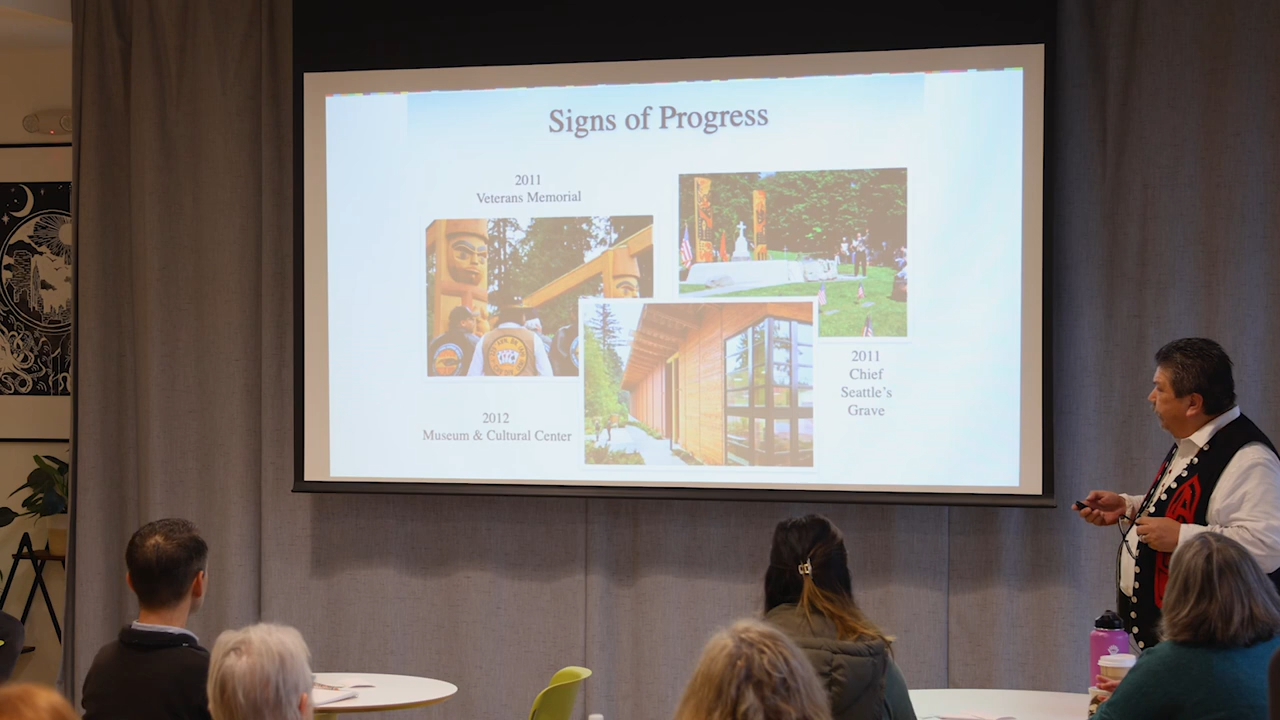 Signs of Progress
2011
Veterans Memorial
2011
Chief
Seattle's
Grave
2012
Museum & Cultural Center